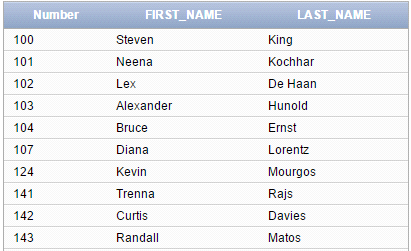 Number FIRST_NAME LAST_NAME
100 Steven King
101 Neena Kochhar
102 Lex De Haan
103 Alexander Hunold
104 Bruce Ernst
107 Diana Lorentz
124 Kevin Mourgos
141 Trenna Rajs
142 Curtis Davies
143 Randall Matos